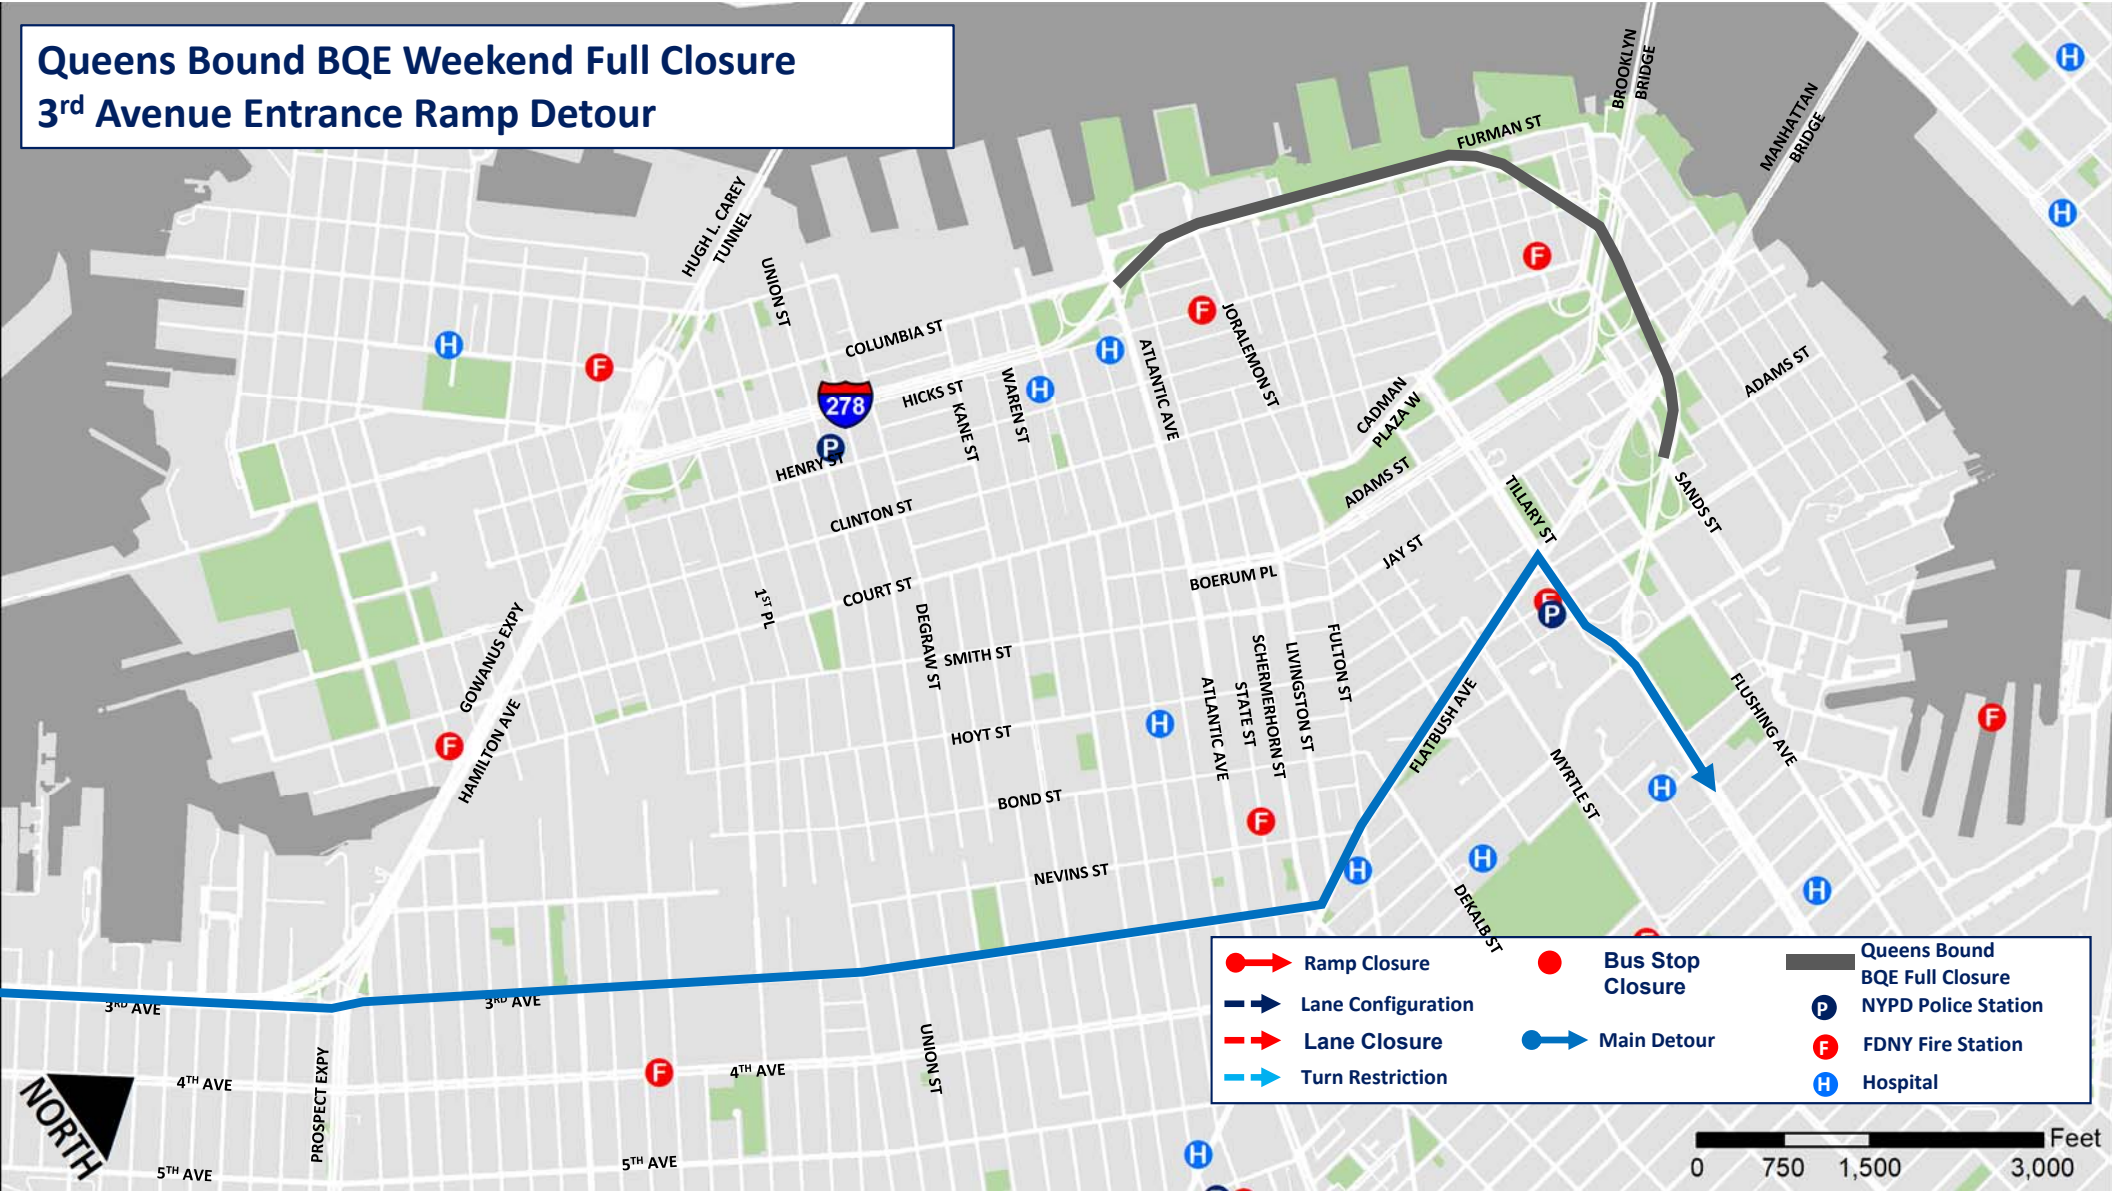 Queens Bound BQE Weekend Full Closure
3rd Avenue Entrance Ramp Detour
BROOKLYN
BRIDGE
MANHATTAN
BRIDGE
FURMAN ST
HUGH L. CAREY
TUNNEL
UNION ST
COLUMBIA ST
278
HICKS ST
KANE ST
WAREN ST
ATLANTIC AVE
JORALEMON ST
CADMAN
PLAZA W
ADAMS ST
ADAMS ST
HENRY ST
CLINTON ST
TILLARY ST
SANDS ST
JAY ST
BOERUM PL
1ST PL
COURT ST
DEGRAW ST
SMITH ST
GOWANUS EXPY
HAMILTON AVE
HOYT ST
BOND ST
NEVINS ST
ATLANTIC AVE
STATE ST
SCHERMERHORN ST
LIVINGSTON ST
FULTON ST
FLATBUSH AVE
MYRTLE ST
FLUSHING AVE
DEKALB ST
3RD AVE
3RD AVE
4TH AVE
4TH AVE
5TH AVE
5TH AVE
UNION ST
PROSPECT EXPY
NORTH
Ramp Closure
Lane Configuration
Lane Closure
Turn Restriction
Bus Stop
Closure
Main Detour
Queens Bound
BQE Full Closure
P NYPD Police Station
F FDNY Fire Station
H Hospital
Feet
0 750 1,500 3,000